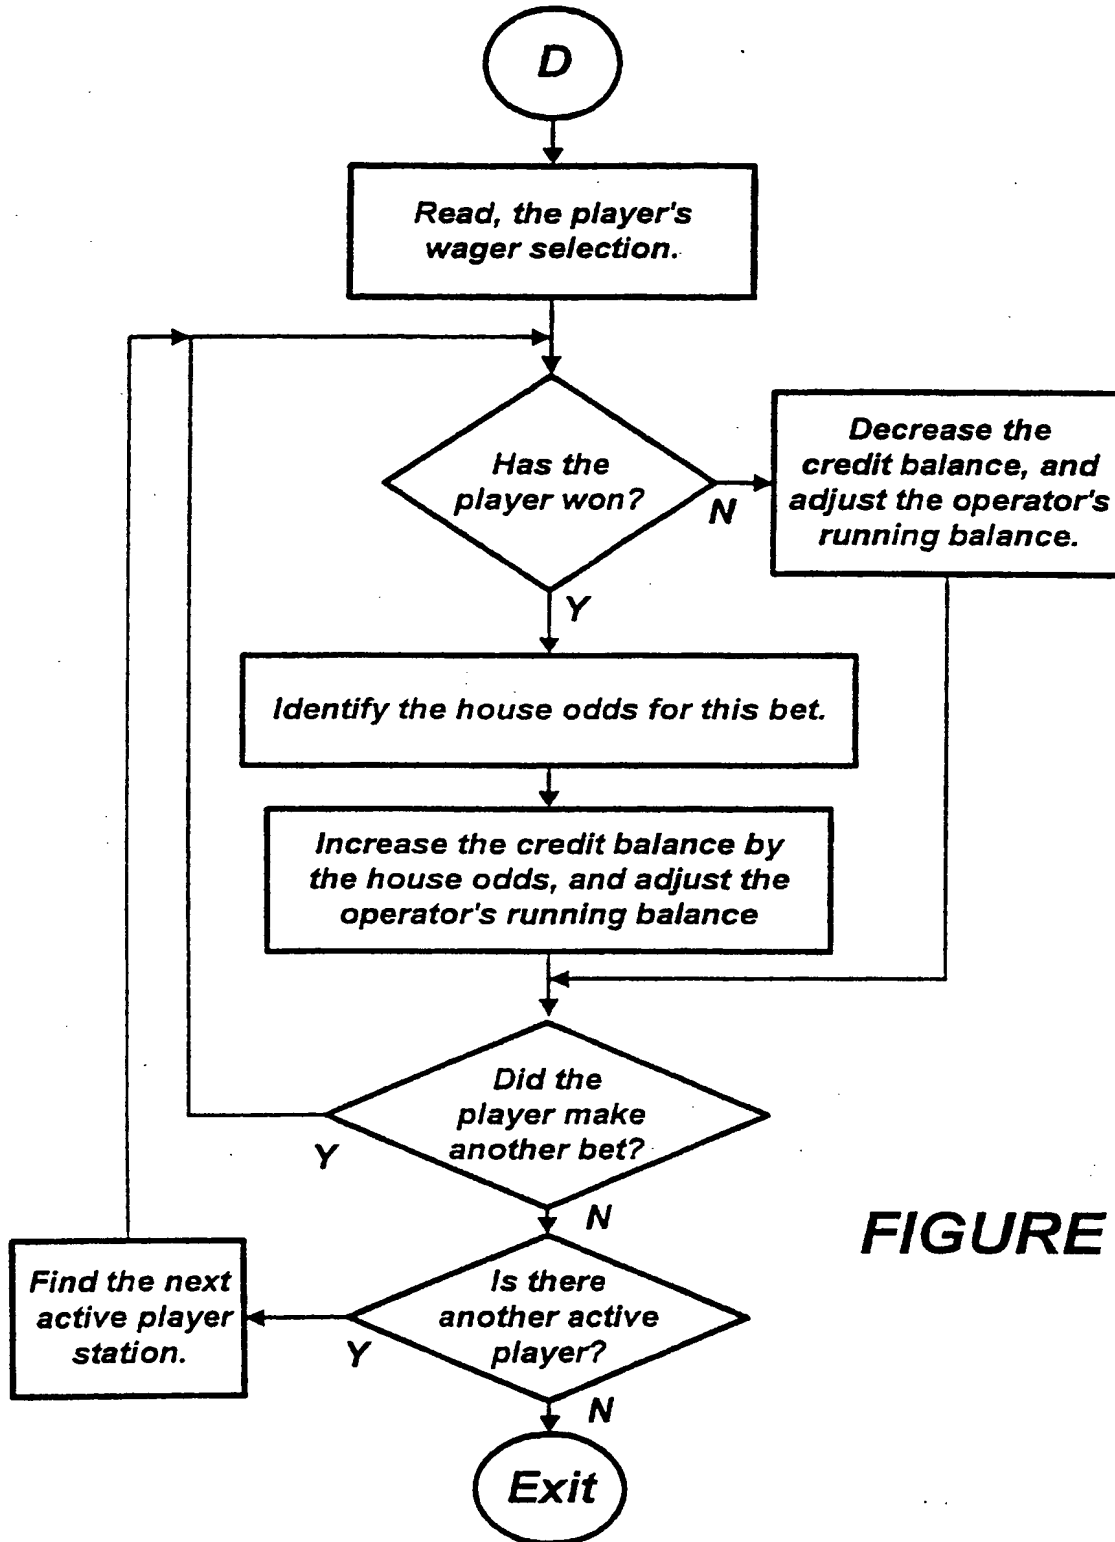 D
Read, the player's
wager selection.
Has the
player won?
N
Decrease the
credit balance, and
adjust the operator's
running balance.
Y
Identify the house odds for this bet.
Increase the credit balance by
the house odds, and adjust the
operator's running balance
Did the
player make
another bet?
Y
N
FIGURE
Find the next
active player
station.
Is there
another active
player?
Y
N
Exit